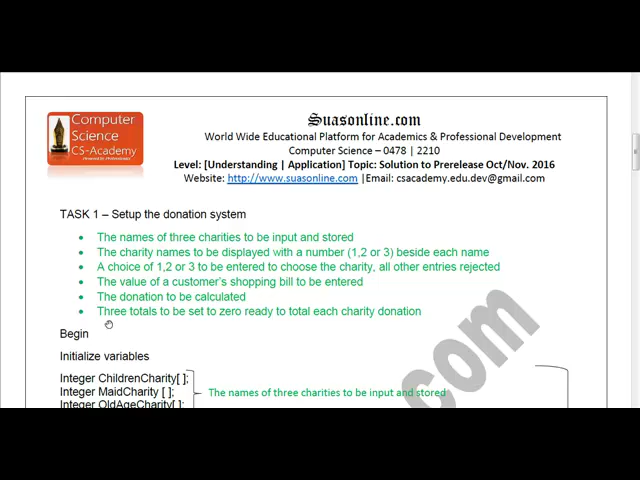 Computer
Science
CS-Academy
Suasonline.com
World Wide Educational Platform for Academics & Professional Development
Computer Science – 0478 | 2210
Level: [Understanding | Application] Topic: Solution to Prerelease Oct/Nov. 2016
Website: http://www.suasonline.com |Email: csacademy.edu.dev@gmail.com
TASK 1 – Setup the donation system
• The names of three charities to be input and stored
• The charity names to be displayed with a number (1,2 or 3) beside each name
• A choice of 1,2 or 3 to be entered to choose the charity, all other entries rejected
• The value of a customer's shopping bill to be entered
• The donation to be calculated
• Three totals to be set to zero ready to total each charity donation
Begin
Initialize variables
Integer ChildrenCharity[ ];
Integer MaidCharity [ ];
The names of three charities to be input and stored
Integer OldAgeCharity[ ];
com